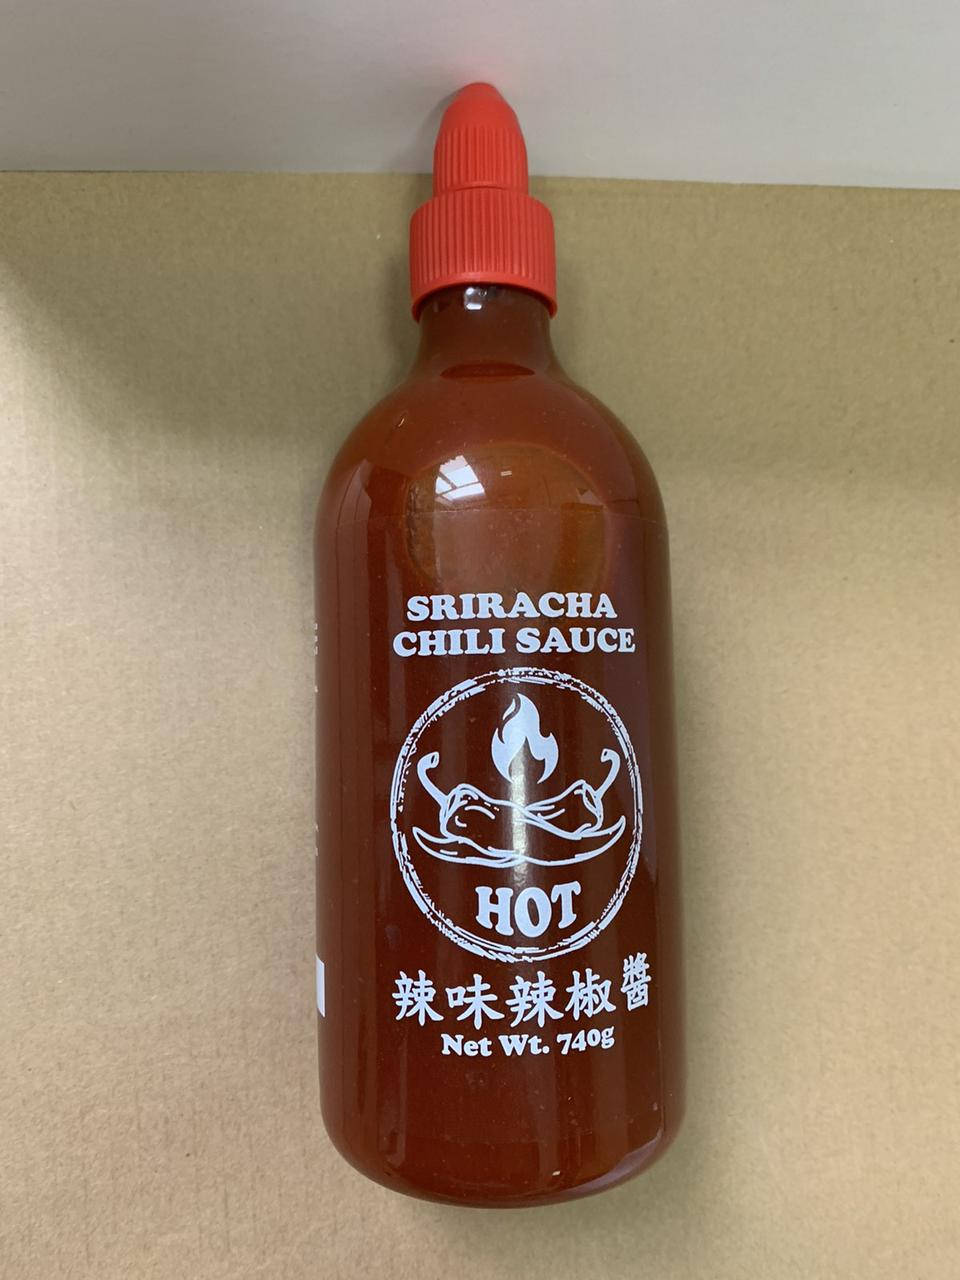 SRIRACHA
CHILI SAUCE
HOT
辣味辣椒醬
Net Wt. 740g